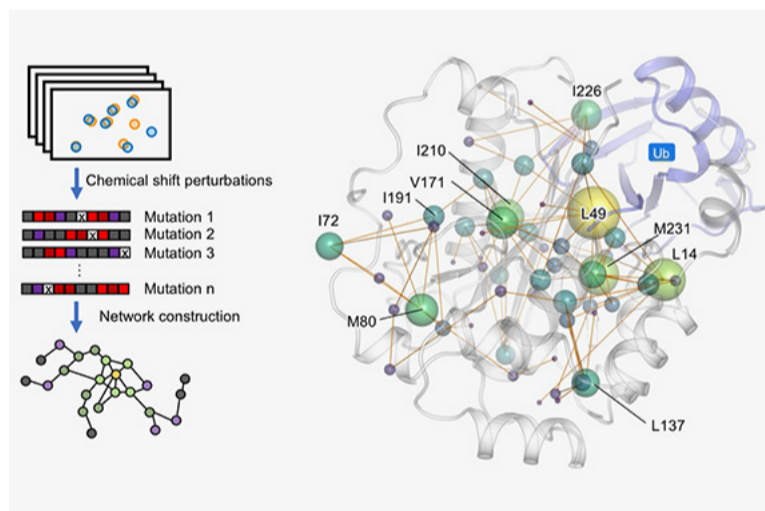 Chemical shift perturbations
x
Mutation 1
x
Mutation 2
Mutation 3
x
Mutation n
x
Network construction
I226
Ub
I210
V171
I191
I72
L49
M231
L14
M80
L137